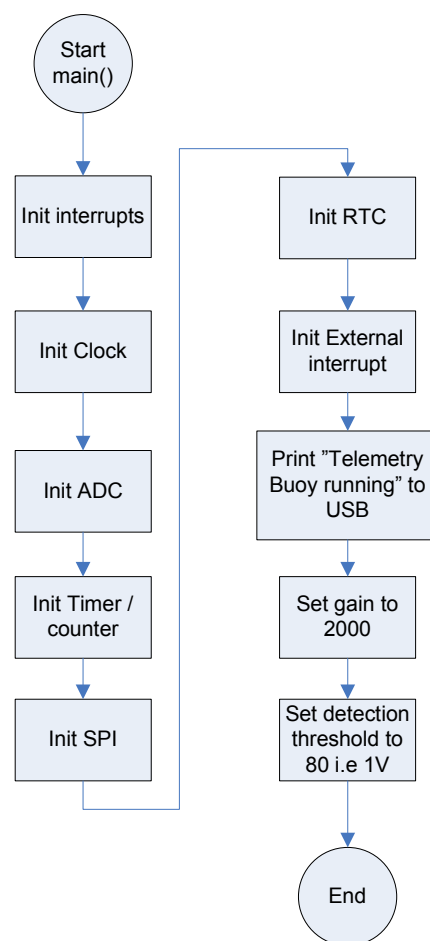 Start
main()
Init interrupts
Init Clock
Init ADC
Init Timer /
counter
Init SPI
Init RTC
Init External
interrupt
Print ”Telemetry
Buoy running” to
USB
Set gain to
2000
Set detection
threshold to
80 i.e 1V
End